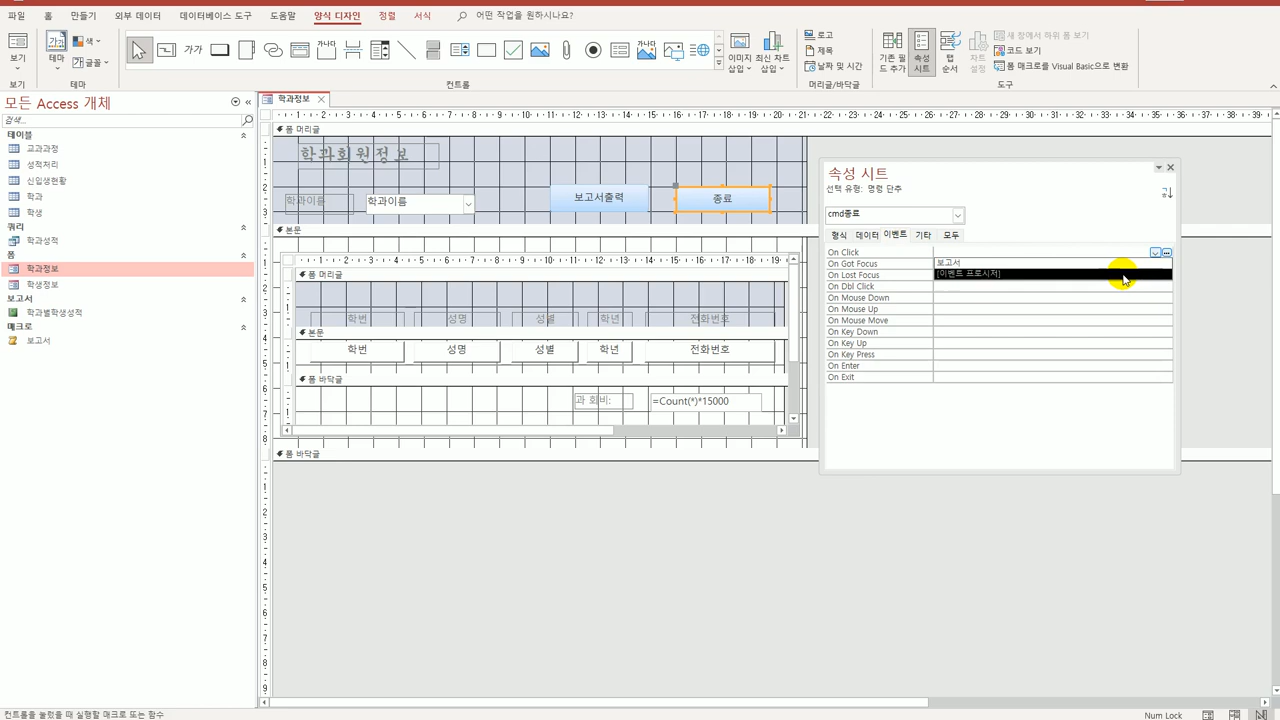 파일 홈 만들기 외부 데이터 데이터베이스 도구 도움말 양식 디자인 정렬 서식 어떤 작업을 원하시나요?
보기
테마
색
글꼴
가가
가나다
가나다
이미지 삽입
최신 차트 삽입
로고
제목
날짜 및 시간
기존 필드 추가
속성 시트
탭 순서
차트 설정
새 창에서 하위 폼 보기
코드 보기
폼 매크로를 Visual Basic으로 변환
보기 테마 컨트롤 머리글/바닥글 도구
모든 Access 개체
검색...
테이블
교과과정
성적처리
신입생현황
학과
학생
쿼리
학과성적
폼
학과정보
학생정보
보고서
학과별학생성적
매크로
보고서
학과정보
폼 머리글
학과회원정보
학과이름 학과이름 보고서출력 종료
본문
폼 머리글
학번 성명 성별 학년 전화번호
본문
학번 성명 성별 학년 전화번호
폼 바닥글
과 회비: =Count(*)*15000
폼 바닥글
속성 시트
선택 유형: 명령 단추
cmd종료
형식 데이터 이벤트 기타 모두
On Click
On Got Focus 보고서
On Lost Focus [이벤트 프로시저]
On Dbl Click
On Mouse Down
On Mouse Up
On Mouse Move
On Key Down
On Key Up
On Key Press
On Enter
On Exit
컨트롤을 눌렀을 때 실행할 매크로 또는 함수
Num Lock